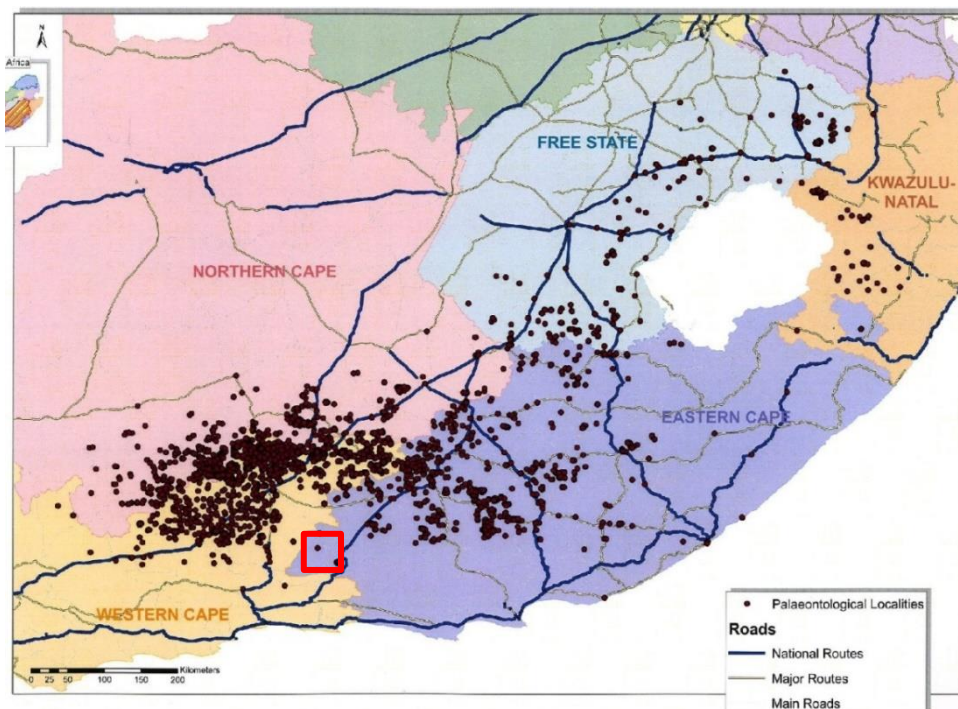 N
Africa
FREE STATE
KWAZULU-
NATAL
NORTHERN CAPE
EASTERN CAPE
WESTERN CAPE
0 25 50 100 150 200
Kilometers
Palaeontological Localities
Roads
National Routes
Major Routes
Main Roads